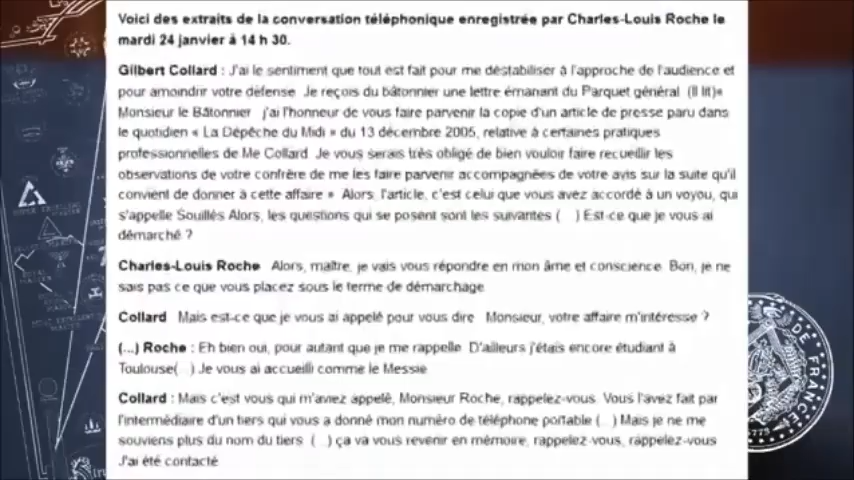 Voici des extraits de la conversation téléphonique enregistrée par Charles-Louis Roche le
mardi 24 janvier à 14 h 30.
Gilbert Collard : J'ai le sentiment que tout est fait pour me déstabiliser à l'approche de l'audience et
pour amoindrir votre défense. Je reçois du bâtonnier une lettre émanant du Parquet général. (Il lit)«
Monsieur le Bâtonnier j'ai l'honneur de vous faire parvenir la copie d'un article de presse paru dans
le quotidien « La Dépêche du Midi » du 13 décembre 2005, relative à certaines pratiques
professionnelles de Me Collard. Je vous serais très obligé de bien vouloir faire recueillir les
observations de votre confrère de me les faire parvenir accompagnées de votre avis sur la suite qu'il
convient de donner à cette affaire » Alors, l'article, c'est celui que vous avez accordé à un voyou, qui
s'appelle Souillés Alors, les questions qui se posent sont les suivantes (...) Est-ce que je vous ai
démarché ?
Charles-Louis Roche Alors, maître, je vais vous répondre en mon âme et conscience. Bon, je ne
sais pas ce que vous placez sous le terme de démarchage
Collard Mais est-ce que je vous ai appelé pour vous dire Monsieur, votre affaire m'intéresse ?
(...) Roche : Eh bien oui, pour autant que je me rappelle. D'ailleurs j'étais encore étudiant à
Toulouse(...) Je vous ai accueilli comme le Messie
Collard : Mais c'est vous qui m'aviez appelé, Monsieur Roche, rappelez-vous. Vous l'avez fait par
l'intermédiaire d'un tiers qui vous a donné mon numéro de téléphone portable (...) Mais je ne me
souviens plus du nom du tiers (...) ça va vous revenir en mémoire, rappelez-vous, rappelez-vous
J'ai été contacté
DE FRANCE